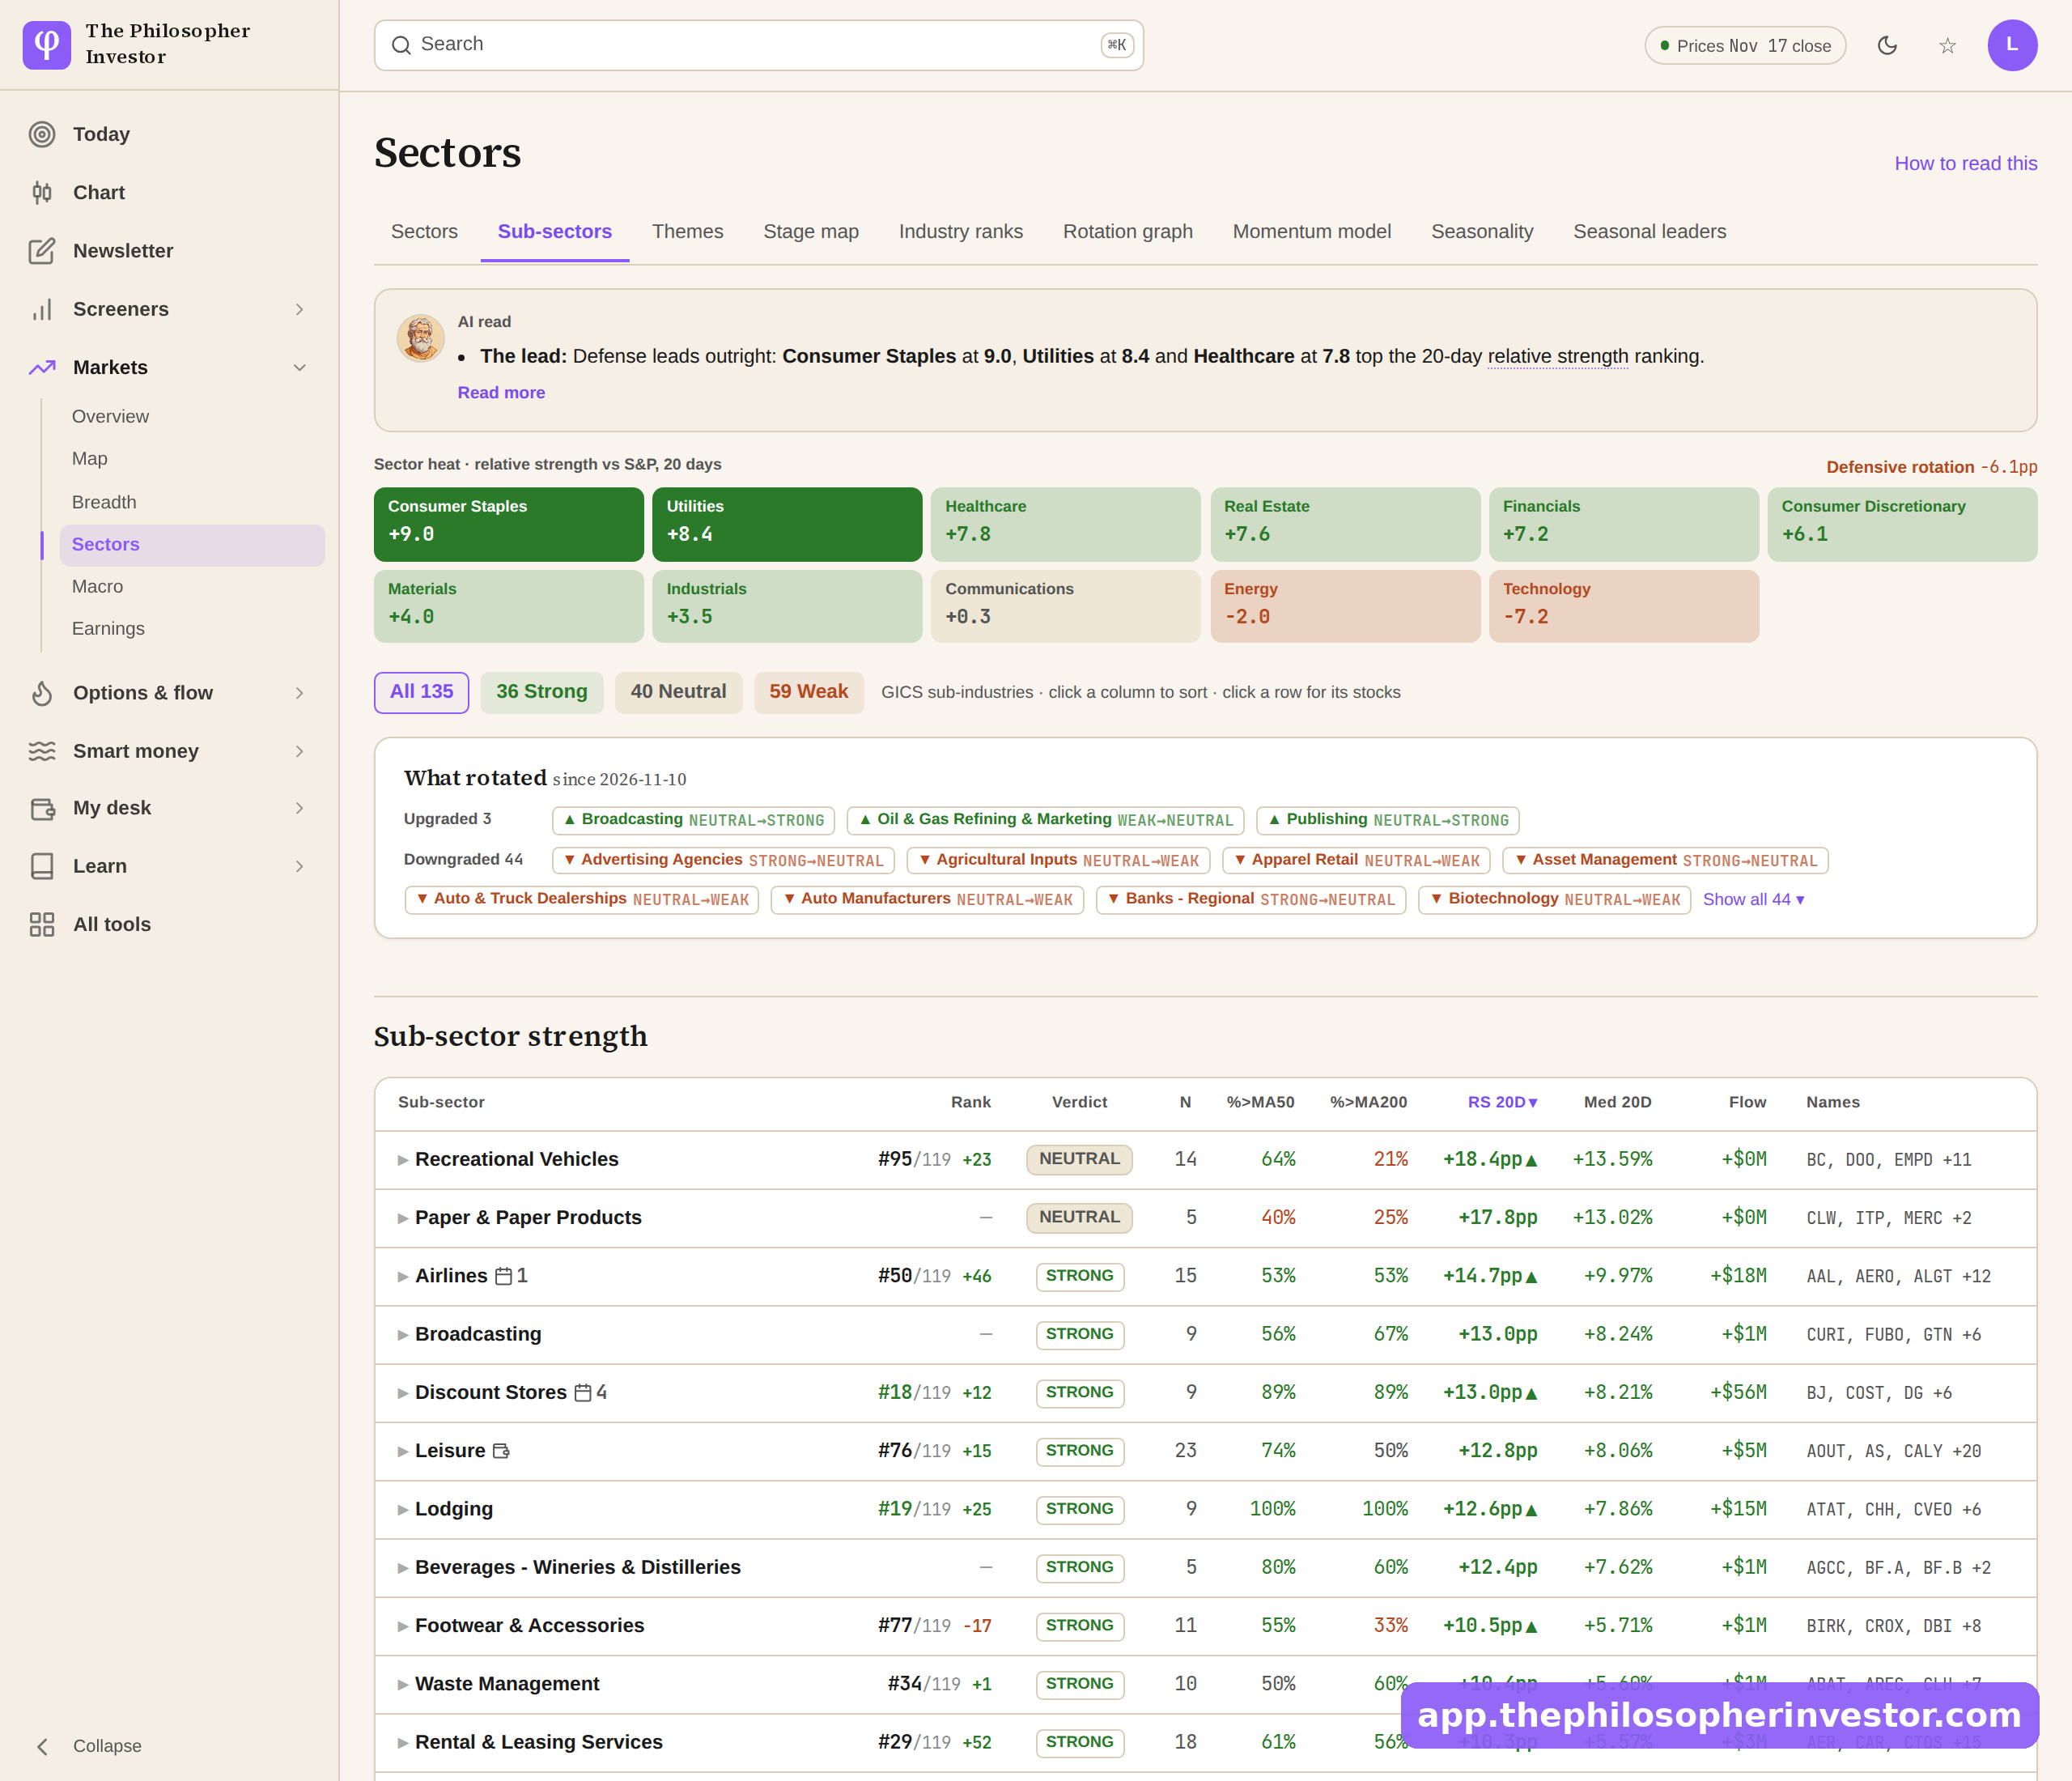 φ
The Philosopher
Investor
Search ⌘K
Prices Nov 17 close ☆ L
Today
Chart
Newsletter
Screeners
Markets
Overview
Map
Breadth
Sectors
Macro
Earnings
Options & flow
Smart money
My desk
Learn
All tools
Collapse
Sectors
How to read this
Sectors Sub-sectors Themes Stage map Industry ranks Rotation graph Momentum model Seasonality Seasonal leaders
AI read
• The lead: Defense leads outright: Consumer Staples at 9.0, Utilities at 8.4 and Healthcare at 7.8 top the 20-day relative strength ranking.
Read more
Sector heat · relative strength vs S&P, 20 days Defensive rotation -6.1pp
Consumer Staples Utilities Healthcare Real Estate Financials Consumer Discretionary
+9.0 +8.4 +7.8 +7.6 +7.2 +6.1
Materials Industrials Communications Energy Technology
+4.0 +3.5 +0.3 -2.0 -7.2
All 135 36 Strong 40 Neutral 59 Weak GICS sub-industries · click a column to sort · click a row for its stocks
What rotated since 2026-11-10
Upgraded 3 ▲ Broadcasting NEUTRAL→STRONG ▲ Oil & Gas Refining & Marketing WEAK→NEUTRAL ▲ Publishing NEUTRAL→STRONG
Downgraded 44 ▼ Advertising Agencies STRONG→NEUTRAL ▼ Agricultural Inputs NEUTRAL→WEAK ▼ Apparel Retail NEUTRAL→WEAK ▼ Asset Management STRONG→NEUTRAL
▼ Auto & Truck Dealerships NEUTRAL→WEAK ▼ Auto Manufacturers NEUTRAL→WEAK ▼ Banks - Regional STRONG→NEUTRAL ▼ Biotechnology NEUTRAL→WEAK Show all 44 ▾
Sub-sector strength
Sub-sector Rank Verdict N %>MA50 %>MA200 RS 20D▼ Med 20D Flow Names
▶ Recreational Vehicles #95/119 +23 NEUTRAL 14 64% 21% +18.4pp▲ +13.59% +$0M BC, DOO, EMPD +11
▶ Paper & Paper Products — NEUTRAL 5 40% 25% +17.8pp +13.02% +$0M CLW, ITP, MERC +2
▶ Airlines 1 #50/119 +46 STRONG 15 53% 53% +14.7pp▲ +9.97% +$18M AAL, AERO, ALGT +12
▶ Broadcasting — STRONG 9 56% 67% +13.0pp +8.24% +$1M CURI, FUBO, GTN +6
▶ Discount Stores 4 #18/119 +12 STRONG 9 89% 89% +13.0pp▲ +8.21% +$56M BJ, COST, DG +6
▶ Leisure #76/119 +15 STRONG 23 74% 50% +12.8pp +8.06% +$5M AOUT, AS, CALY +20
▶ Lodging #19/119 +25 STRONG 9 100% 100% +12.6pp▲ +7.86% +$15M ATAT, CHH, CVEO +6
▶ Beverages - Wineries & Distilleries — STRONG 5 80% 60% +12.4pp +7.62% +$1M AGCC, BF.A, BF.B +2
▶ Footwear & Accessories #77/119 -17 STRONG 11 55% 33% +10.5pp▲ +5.71% +$1M BIRK, CROX, DBI +8
▶ Waste Management #34/119 +1 STRONG 10 50% 60% +10.4pp +5.60% +$1M ABAT, AREC, CLH +7
▶ Rental & Leasing Services #29/119 +52 STRONG 18 61% 56% +10.3pp +5.57% +$3M AER, CAR, CTOS +15
app.thephilosopherinvestor.com